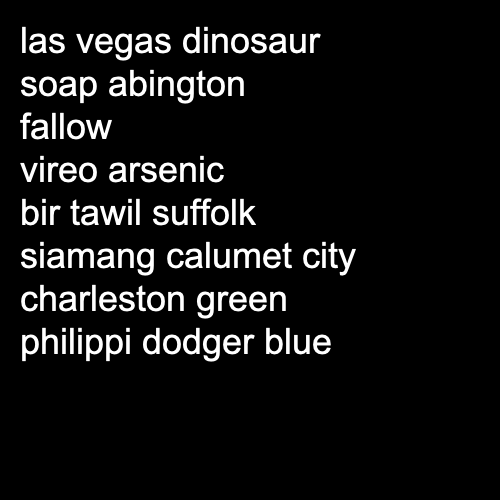 las vegas dinosaur
soap abington
fallow
vireo arsenic
bir tawil suffolk
siamang calumet city
charleston green
philippi dodger blue